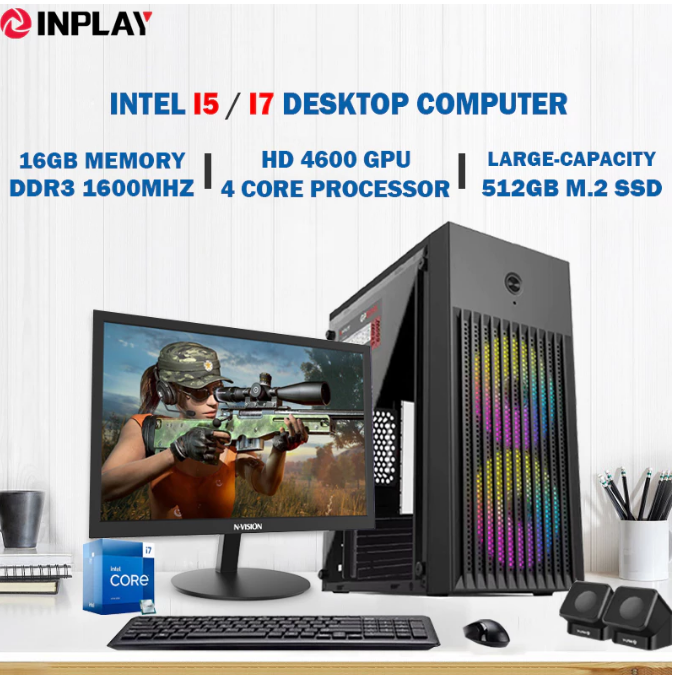 INPLAY
INTEL I5 / I7 DESKTOP COMPUTER
16GB MEMORY
DDR3 1600MHZ
HD 4600 GPU
4 CORE PROCESSOR
LARGE-CAPACITY
512GB M.2 SSD
N-VISION
i7
intel
CORE